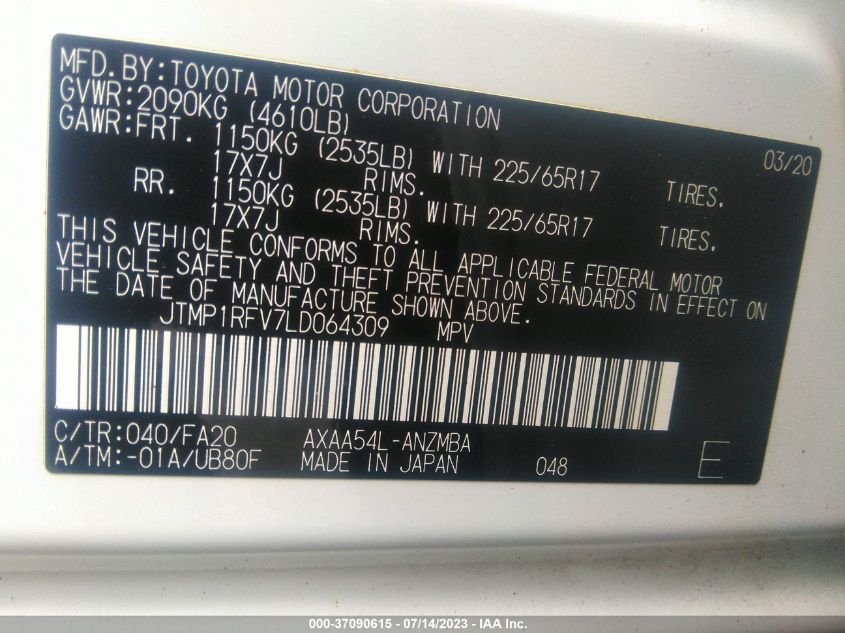 MFD.BY:TOYOTA MOTOR CORPORATION 03/20
GVWR:2090KG (4610LB)
GAWR:FRT. 1150KG (2535LB) WITH 225/65R17 TIRES.
17X7J RIMS.
RR. 1150KG (2535LB) WITH 225/65R17 TIRES.
17X7J RIMS.
THIS VEHICLE CONFORMS TO ALL APPLICABLE FEDERAL MOTOR
VEHICLE SAFETY AND THEFT PREVENTION STANDARDS IN EFFECT ON
THE DATE OF MANUFACTURE SHOWN ABOVE.
JTMP1RFV7LD064309 MPV
C/TR:040/FA20 AXAA54L-ANZMBA
A/TM:-01A/UB80F MADE IN JAPAN 048 E
000-37090615 - 07/14/2023 - IAA Inc.